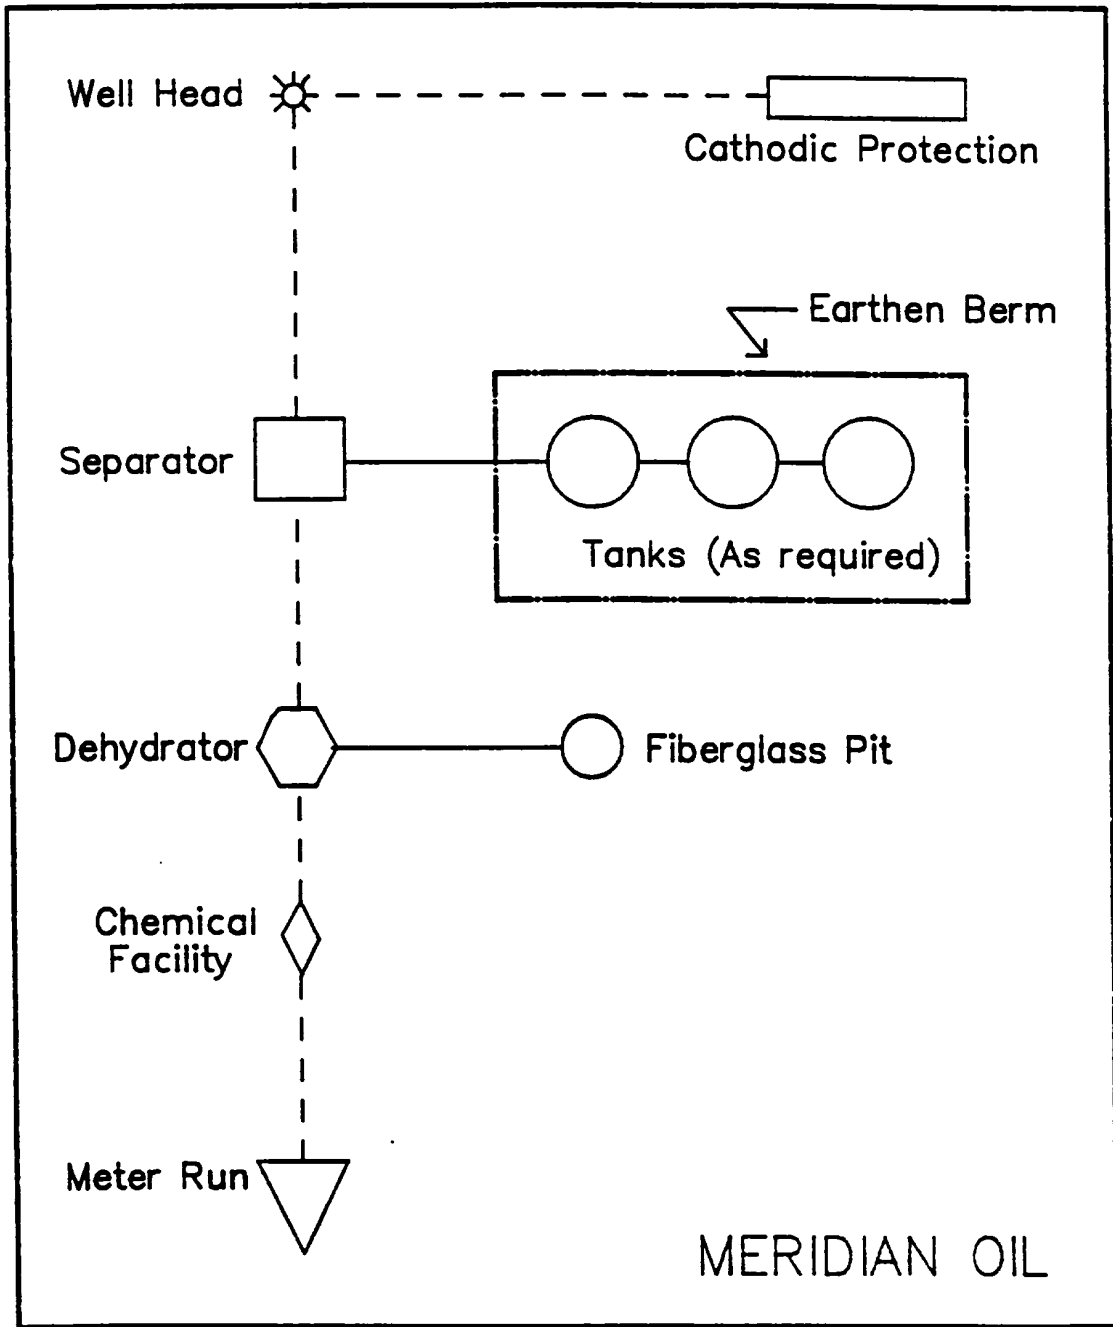 Well Head
Cathodic Protection
Earthen Berm
Separator
Tanks (As required)
Dehydrator
Fiberglass Pit
Chemical
Facility
Meter Run
MERIDIAN OIL